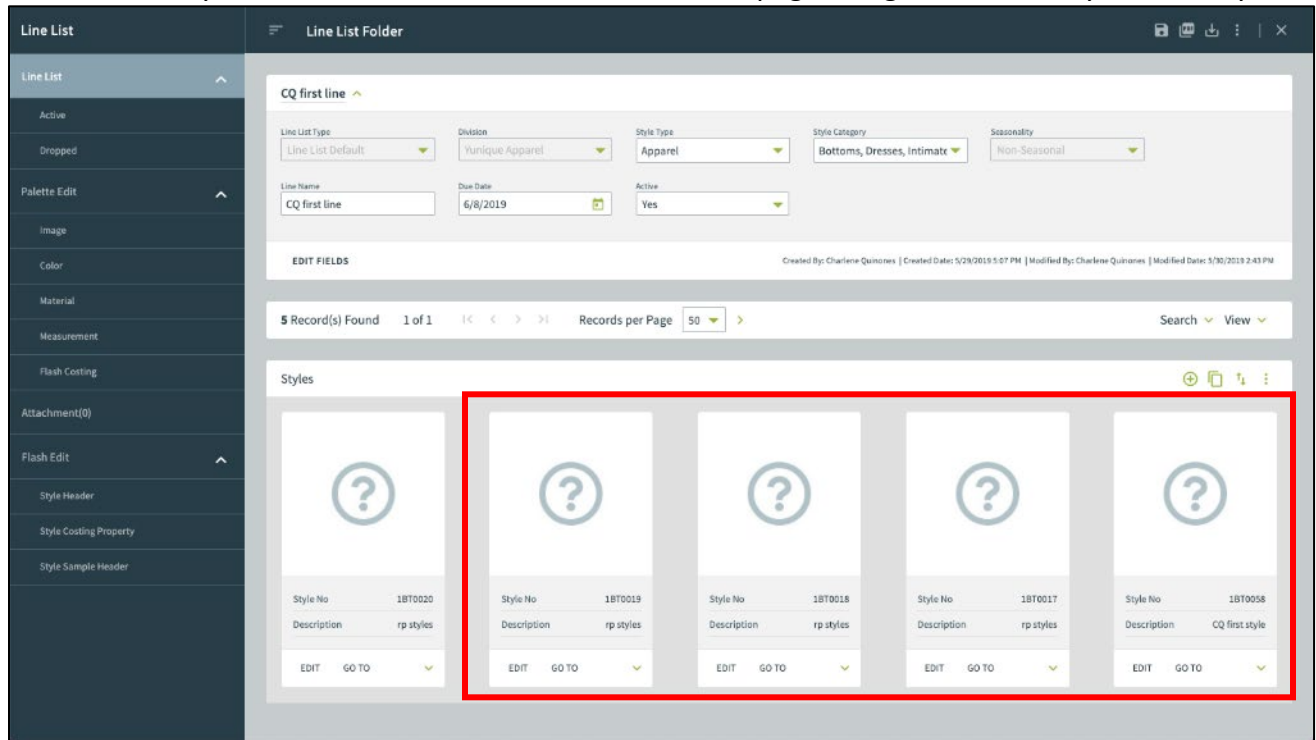 Line List
Line List Folder
Line List
Active
Dropped
Palette Edit
Image
Color
Material
Measurement
Flash Costing
Attachment(0)
Flash Edit
Style Header
Style Costing Property
Style Sample Header
CQ first line
Line List Type Division Style Type Style Category Seasonality
Line List Default Yunique Apparel Apparel Bottoms, Dresses, Intimate Non-Seasonal
Line Name Due Date Active
CQ first line 6/8/2019 Yes
EDIT FIELDS Created By: Charlene Quinones | Created Date: 5/29/2019 5:07 PM | Modified By: Charlene Quinones | Modified Date: 5/30/2019 2:43 PM
5 Record(s) Found 1 of 1 Records per Page 50 Search View
Styles
Style No 1BT0020 Style No 1BT0019 Style No 1BT0018 Style No 1BT0017 Style No 1BT0058
Description rp styles Description rp styles Description rp styles Description rp styles Description CQ first style
EDIT GO TO EDIT GO TO EDIT GO TO EDIT GO TO EDIT GO TO